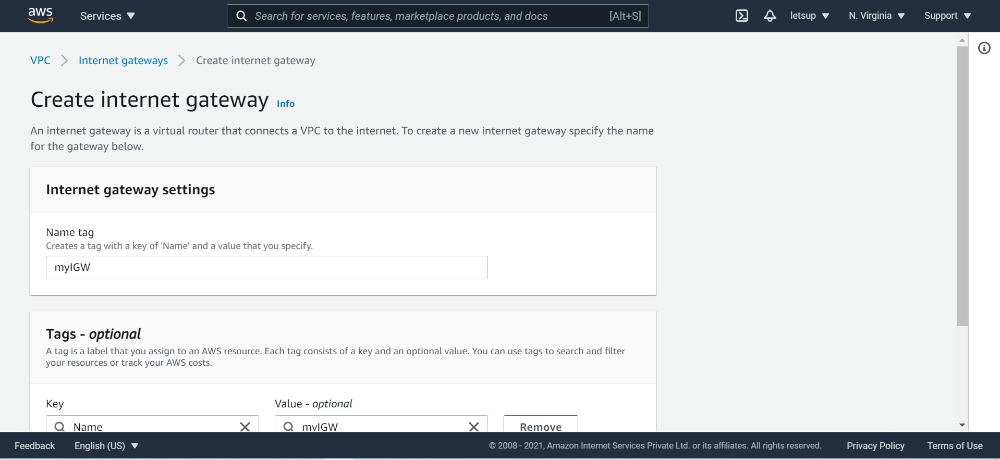 aws
Services
Search for services, features, marketplace products, and docs
[Alt+S]
letsup
N. Virginia
Support
VPC
Internet gateways
Create internet gateway
Create internet gateway
Info
An internet gateway is a virtual router that connects a VPC to the internet. To create a new internet gateway specify the name
for the gateway below.
Internet gateway settings
Name tag
Creates a tag with a key of 'Name' and a value that you specify.
myIGW
Tags - optional
A tag is a label that you assign to an AWS resource. Each tag consists of a key and an optional value. You can use tags to search and filter
your resources or track your AWS costs.
Key
Value - optional
Name
myIGW
Remove
Feedback
English (US)
© 2008 - 2021, Amazon Internet Services Private Ltd. or its affiliates. All rights reserved.
Privacy Policy
Terms of Use